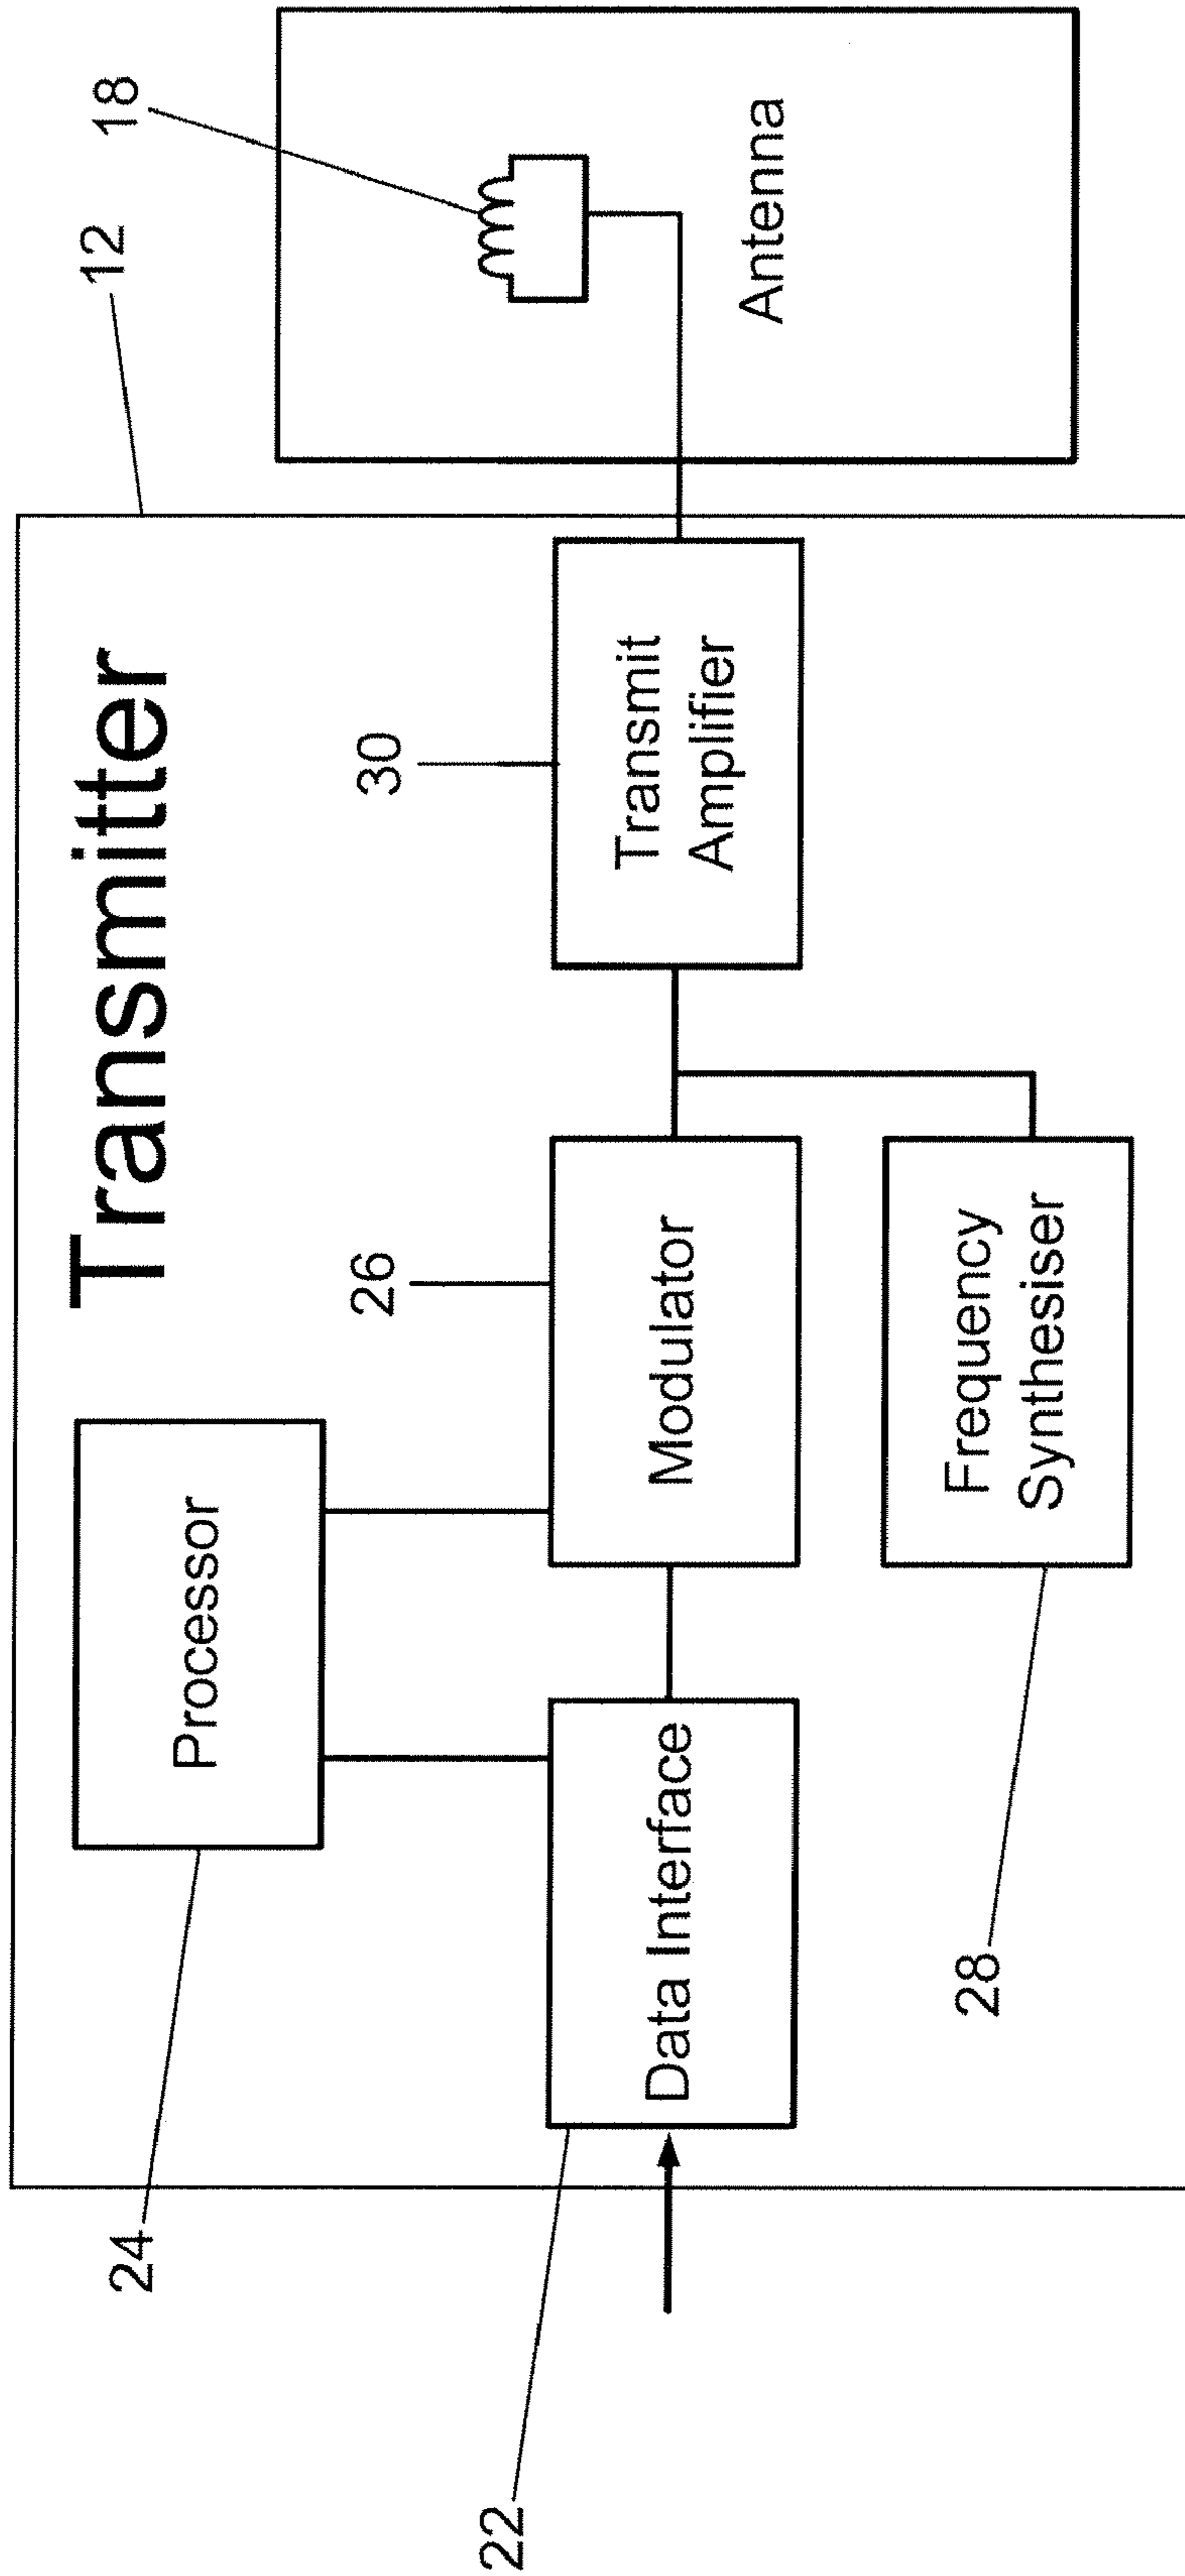 Transmitter
12
18
24
Processor
30
26
22
Data Interface
Modulator
Transmit
Amplifier
Antenna
28
Frequency
Synthesiser